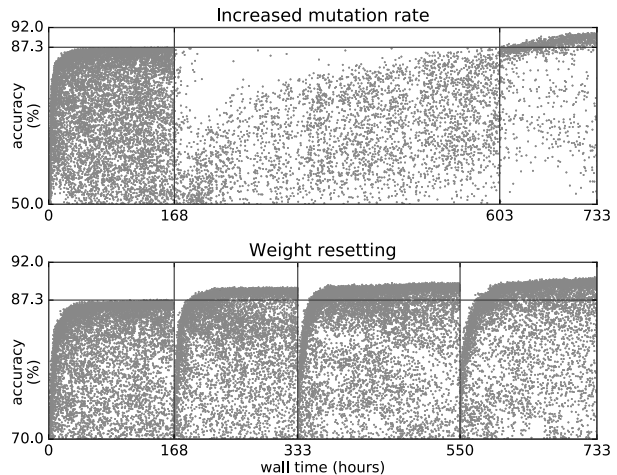 Increased mutation rate
92.0
87.3
accuracy
(%)
50.0
0 168 603 733
Weight resetting
92.0
87.3
accuracy
(%)
70.0
0 168 333 550 733
wall time (hours)